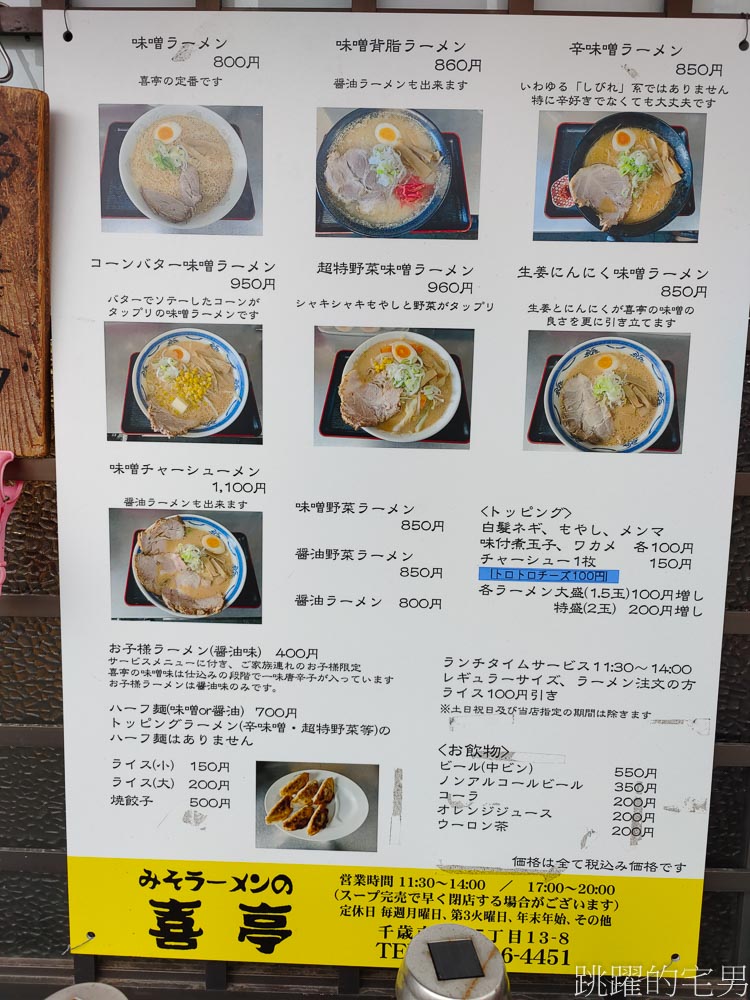 味噌ラーメン
800円
喜亭の定番です
味噌背脂ラーメン
860円
醤油ラーメンも出来ます
辛味噌ラーメン
850円
いわゆる「しびれ」系ではありません
特に辛好きでなくても大丈夫です
コーンバター味噌ラーメン
950円
バターでソテーしたコーンが
タップリの味噌ラーメンです
超特野菜味噌ラーメン
960円
シャキシャキもやしと野菜がタップリ
生姜にんにく味噌ラーメン
850円
生姜とにんにくが喜亭の味噌の
良さを更に引き立てます
味噌チャーシューメン
1,100円
醤油ラーメンも出来ます
味噌野菜ラーメン
850円
醤油野菜ラーメン
850円
醤油ラーメン 800円
<トッピング>
白髪ネギ、もやし、メンマ
味付煮玉子、ワカメ 各100円
チャーシュー1枚 150円
(トロトロチーズ100円)
各ラーメン大盛(1.5玉)100円増し
特盛(2玉) 200円増し
お子様ラーメン(醤油味) 400円
サービスメニューに付き、ご家族連れのお子様限定
喜亭の味噌味は仕込みの段階で一味唐辛子が入っています
お子様ラーメンは醤油味のみです。
ハーフ麺(味噌or醤油) 700円
トッピングラーメン(辛味噌・超特野菜等)の
ハーフ麺はありません
ライス(小) 150円
ライス(大) 200円
焼餃子 500円
ランチタイムサービス11:30～14:00
レギュラーサイズ、ラーメン注文の方
ライス100円引き
※土日祝日及び当店指定の期間は除きます
<お飲物>
ビール(中ビン) 550円
ノンアルコールビール 350円
コーラ 200円
オレンジジュース 200円
ウーロン茶 200円
価格は全て税込み価格です
みそラーメンの
喜亭
営業時間 11:30～14:00 / 17:00～20:00
(スープ完売で早く閉店する場合がございます)
定休日 毎週月曜日、第3火曜日、年末年始、その他
千歳 丁目13-8
TE 6-4451
跳躍的宅男